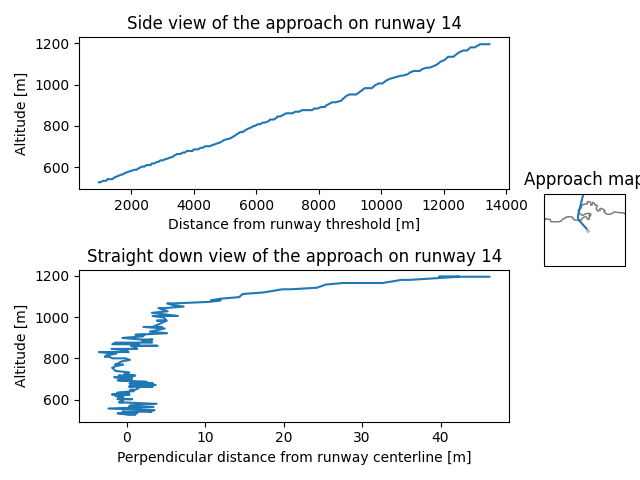 Side view of the approach on runway 14
1200
1000
800
600
Altitude [m]
2000 4000 6000 8000 10000 12000 14000
Distance from runway threshold [m]
Approach map
Straight down view of the approach on runway 14
1200
1000
800
600
Altitude [m]
0 10 20 30 40
Perpendicular distance from runway centerline [m]